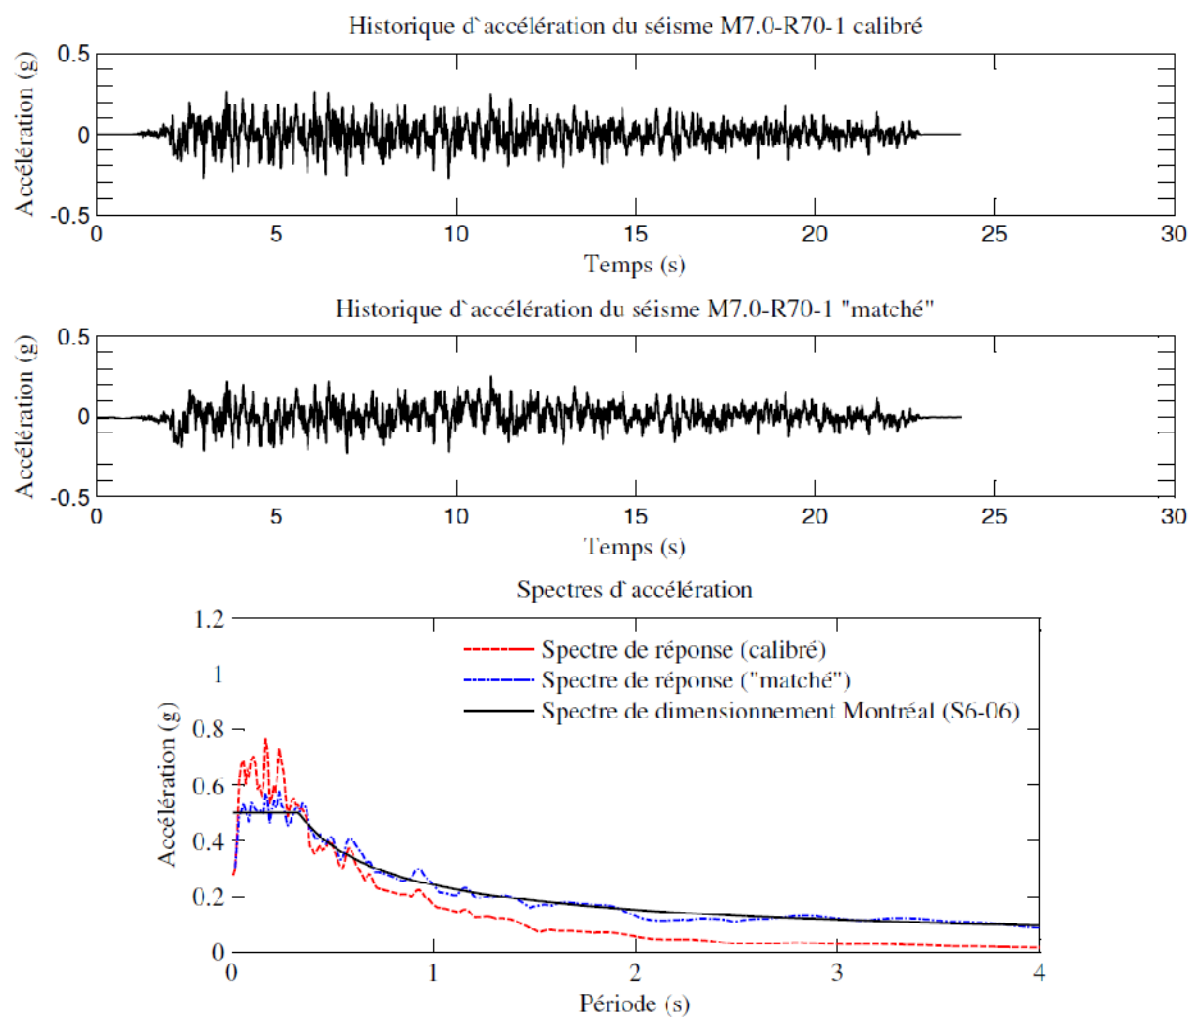 Historique d`accélération du séisme M7.0-R70-1 calibré
Accélération (g)
0.5
0
-0.5
0 5 10 15 20 25 30
Temps (s)
Historique d`accélération du séisme M7.0-R70-1 "matché"
Accélération (g)
0.5
0
-0.5
0 5 10 15 20 25 30
Temps (s)
Spectres d`accélération
Accélération (g)
1.2
1
0.8
0.6
0.4
0.2
0
Spectre de réponse (calibré)
Spectre de réponse ("matché")
Spectre de dimensionnement Montréal (S6-06)
0 1 2 3 4
Période (s)